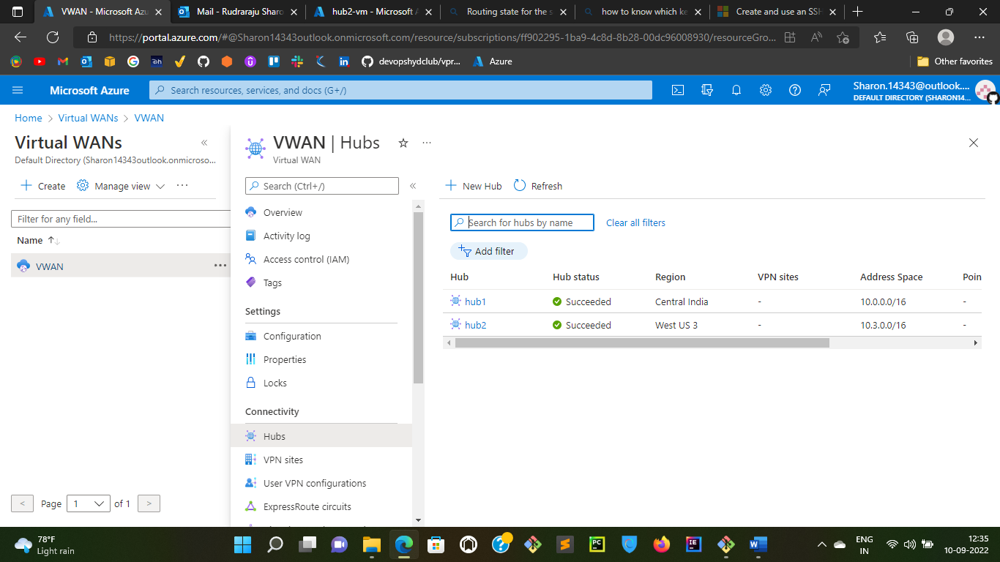 VWAN - Microsoft Azu
Mail - Rudraraju Sharo
hub2-vm - Microsoft A
Routing state for the s
how to know which ke
Create and use an SSH
https://portal.azure.com/#@Sharon14343outlook.onmicrosoft.com/resource/subscriptions/ff902295-1ba9-4c8d-8b28-00dc96008930/resourceGro...
devopshydclub/vpr...
Azure
Other favorites
Microsoft Azure
Search resources, services, and docs (G+/)
Sharon.14343@outlook....
DEFAULT DIRECTORY (SHARON14...
Home > Virtual WANs > VWAN
Virtual WANs
Default Directory (Sharon14343outlook.onmicroso...
Create
Manage view
Filter for any field...
Name
VWAN
Page 1 of 1
VWAN | Hubs
Virtual WAN
Search (Ctrl+/)
Overview
Activity log
Access control (IAM)
Tags
Settings
Configuration
Properties
Locks
Connectivity
Hubs
VPN sites
User VPN configurations
ExpressRoute circuits
New Hub
Refresh
Search for hubs by name
Clear all filters
Add filter
Hub Hub status Region VPN sites Address Space Poin
hub1 Succeeded Central India - 10.0.0.0/16 -
hub2 Succeeded West US 3 - 10.3.0.0/16 -
78°F
Light rain
ENG
IN
12:35
10-09-2022